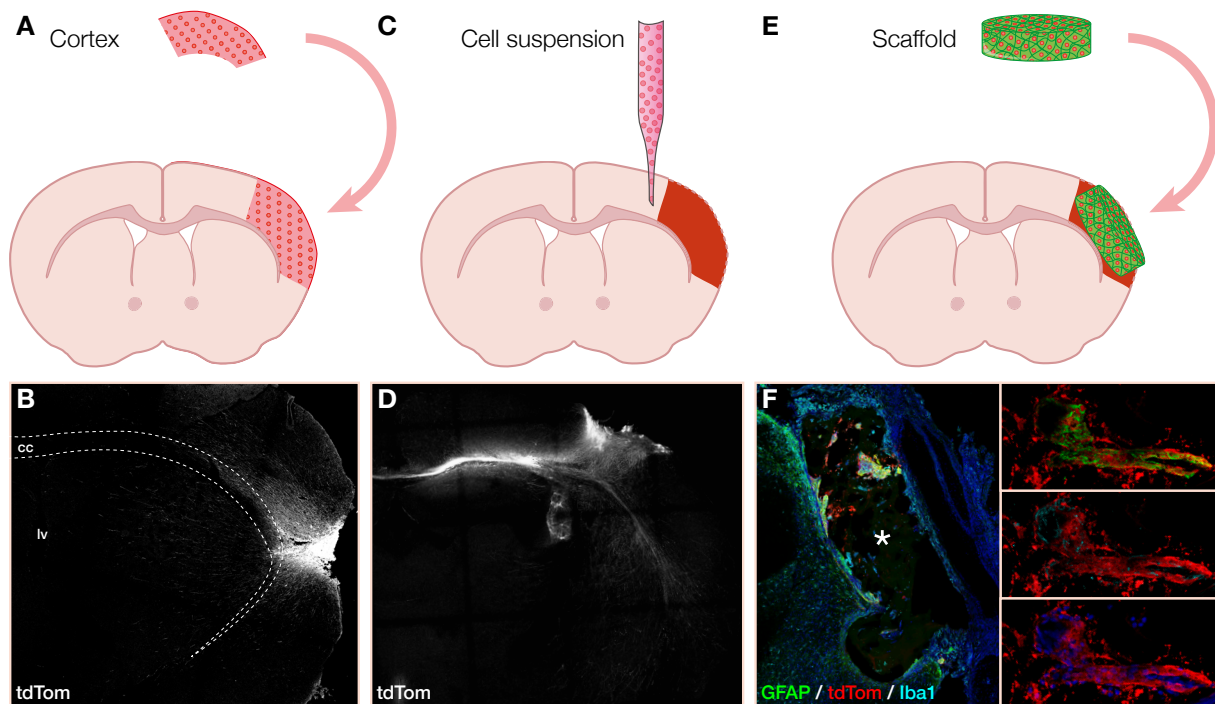 A
Cortex
C
Cell suspension
E
Scaffold
B
cc
lv
tdTom
D
tdTom
F
*
GFAP / tdTom / Iba1